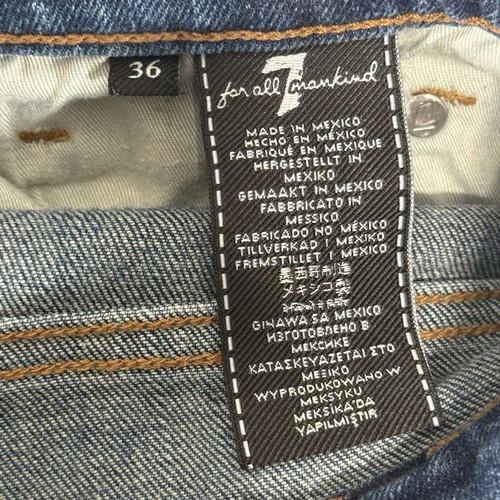 36
for all 7 mankind
MADE IN MEXICO
HECHO EN MÉXICO
FABRIQUÉ EN MEXIQUE
HERGESTELLT IN
MEXIKO
GEMAAKT IN MEXICO
FABBRICATO IN
MESSICO
FABRICADO NO MÉXICO
TILLVERKAD I MEXIKO
FREMSTILLET I MEXICO
墨西哥制造
メキシコ製
GINAWA SA MEXICO
ИЗГОТОВЛЕНО В
МЕКСИКЕ
ΚΑΤΑΣΚΕΥΑΖΕΤΑΙ ΣΤΟ
ΜΕΞΙΚΟ
WYPRODUKOWANO W
MEKSYKU
MEKSİKA'DA
YAPILMIŞTIR